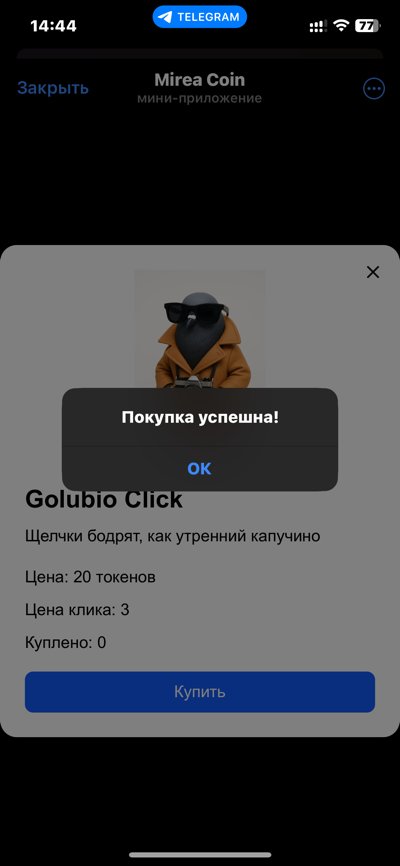 14:44
TELEGRAM
77
Закрыть
Mirea Coin
мини-приложение
Покупка успешна!
ОК
Golubio Click
Щелчки бодрят, как утренний капучино
Цена: 20 токенов
Цена клика: 3
Куплено: 0
Купить